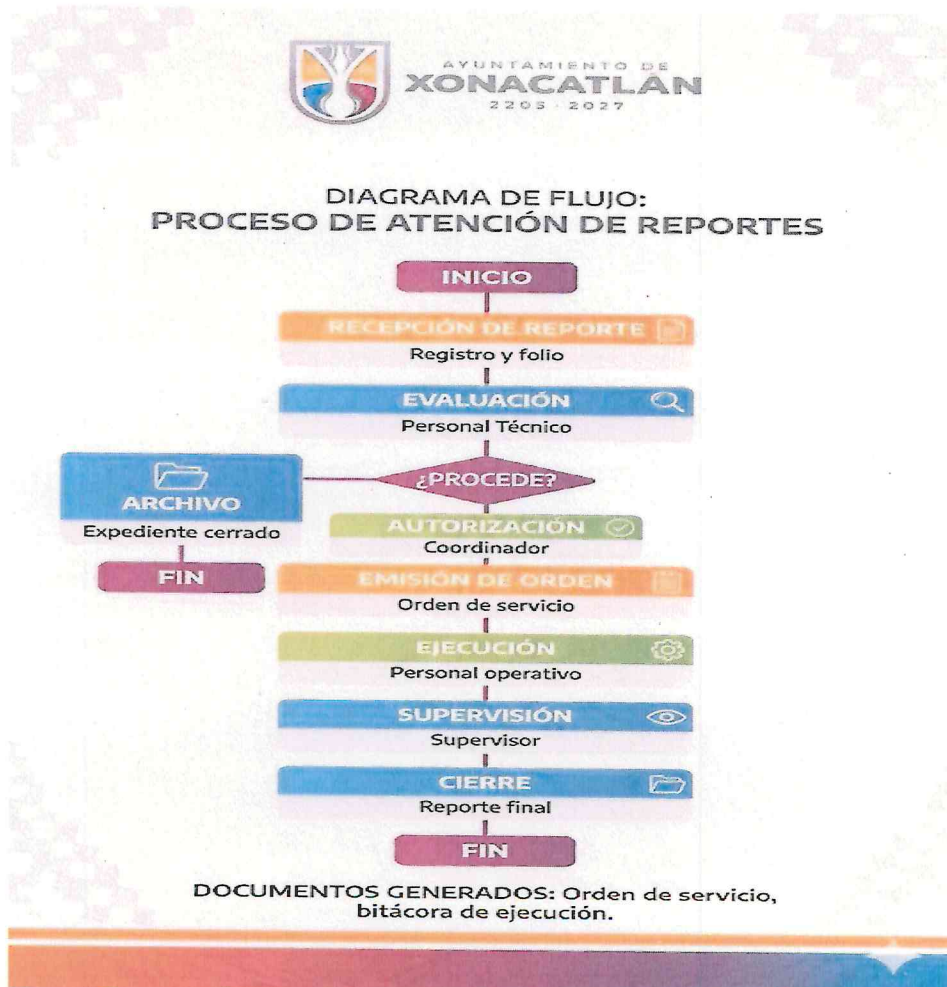 AYUNTAMIENTO DE
XONACATLÁN
2205 - 2027
DIAGRAMA DE FLUJO:
PROCESO DE ATENCIÓN DE REPORTES
INICIO
RECEPCIÓN DE REPORTE
Registro y folio
EVALUACIÓN
Personal Técnico
¿PROCEDE?
ARCHIVO
Expediente cerrado
FIN
AUTORIZACIÓN
Coordinador
EMISIÓN DE ORDEN
Orden de servicio
EJECUCIÓN
Personal operativo
SUPERVISIÓN
Supervisor
CIERRE
Reporte final
FIN
DOCUMENTOS GENERADOS: Orden de servicio,
bitácora de ejecución.